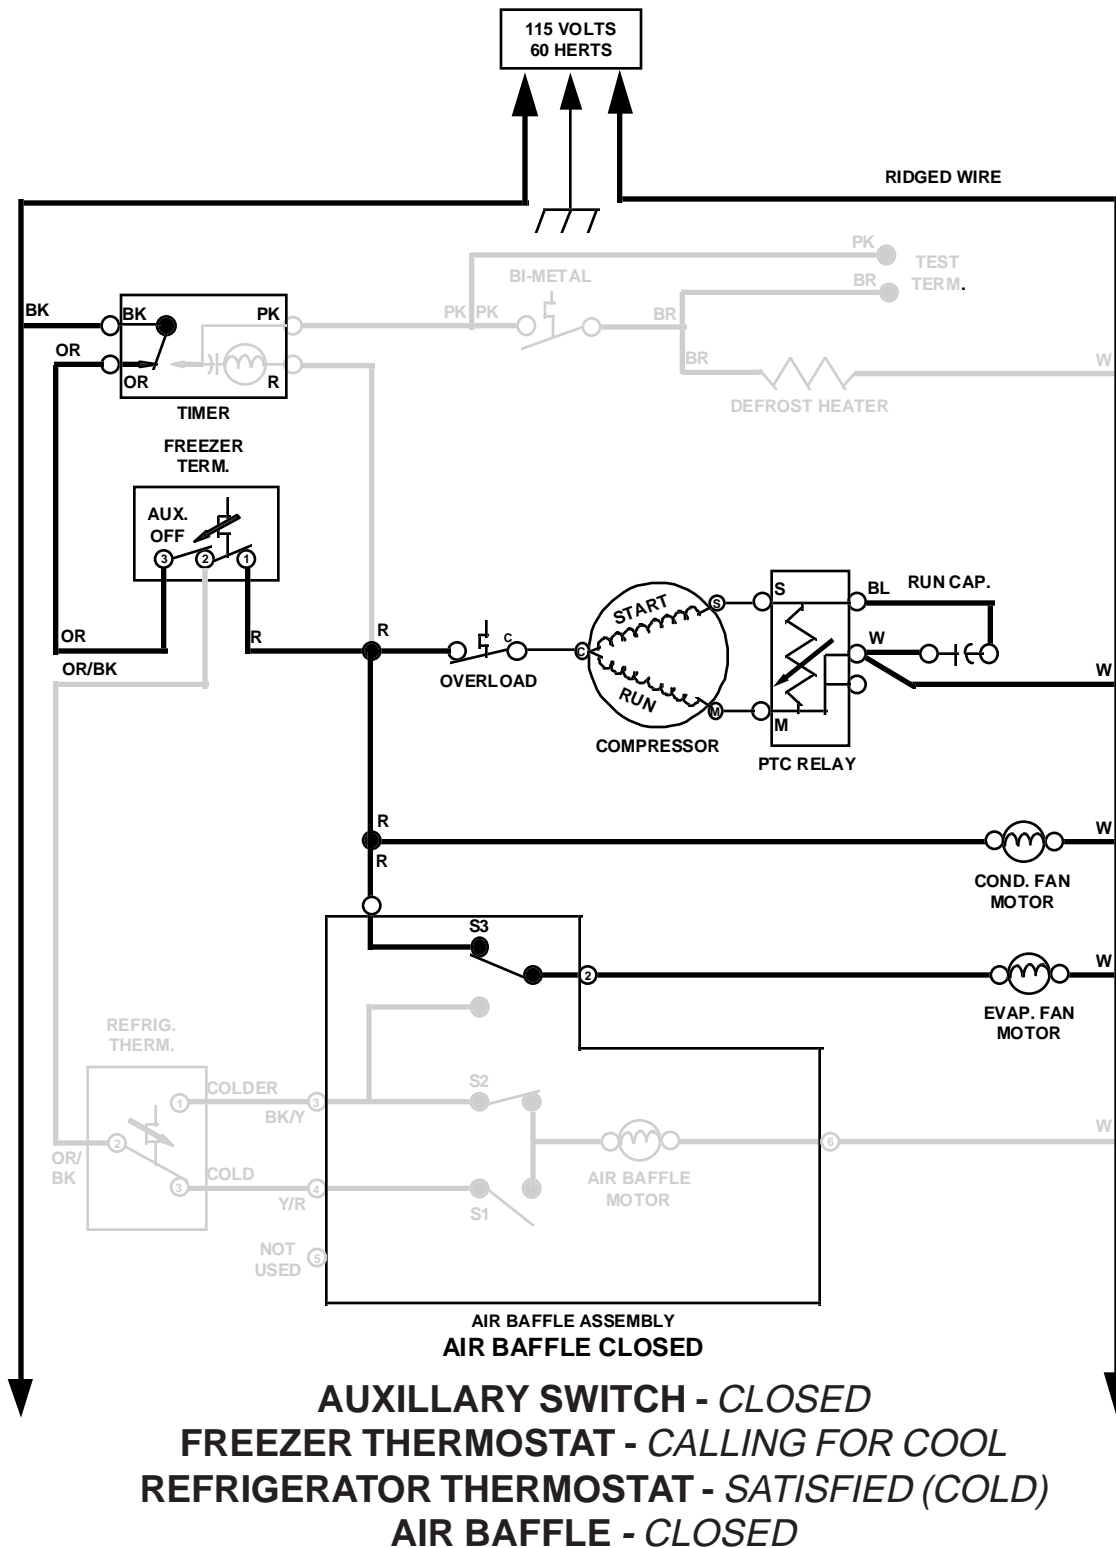 115 VOLTS
60 HERTS
RIDGED WIRE
PK
TEST
TERM.
BR
BI-METAL
BK
BK
PK
PK PK
BR
OR
OR
R
BR
W
DEFROST HEATER
TIMER
FREEZER
TERM.
AUX.
OFF
3 2 1
S
BL
RUN CAP.
START
S
OR
R
R
C
C
W
OR/BK
OVERLOAD
W
RUN
M
M
COMPRESSOR
PTC RELAY
R
W
R
COND. FAN
MOTOR
S3
W
2
EVAP. FAN
MOTOR
REFRIG.
THERM.
COLDER
S2
1
3
BK/Y
W
2
6
OR/
BK
COLD
AIR BAFFLE
MOTOR
3
4
Y/R
S1
NOT
USED
5
AIR BAFFLE ASSEMBLY
AIR BAFFLE CLOSED
AUXILLARY SWITCH - CLOSED
FREEZER THERMOSTAT - CALLING FOR COOL
REFRIGERATOR THERMOSTAT - SATISFIED (COLD)
AIR BAFFLE - CLOSED